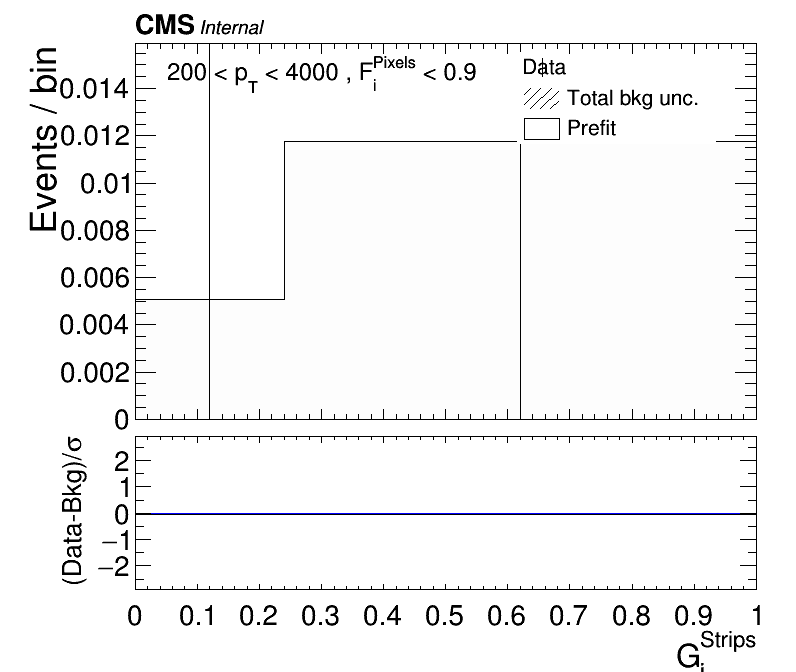 CMS Internal
200 < p_T < 4000 , F_i^Pixels < 0.9
Data
Total bkg unc.
Prefit
Events / bin
0.014
0.012
0.01
0.008
0.006
0.004
0.002
0
(Data-Bkg)/σ
2
1
0
−1
−2
0 0.1 0.2 0.3 0.4 0.5 0.6 0.7 0.8 0.9 1
G_i^Strips